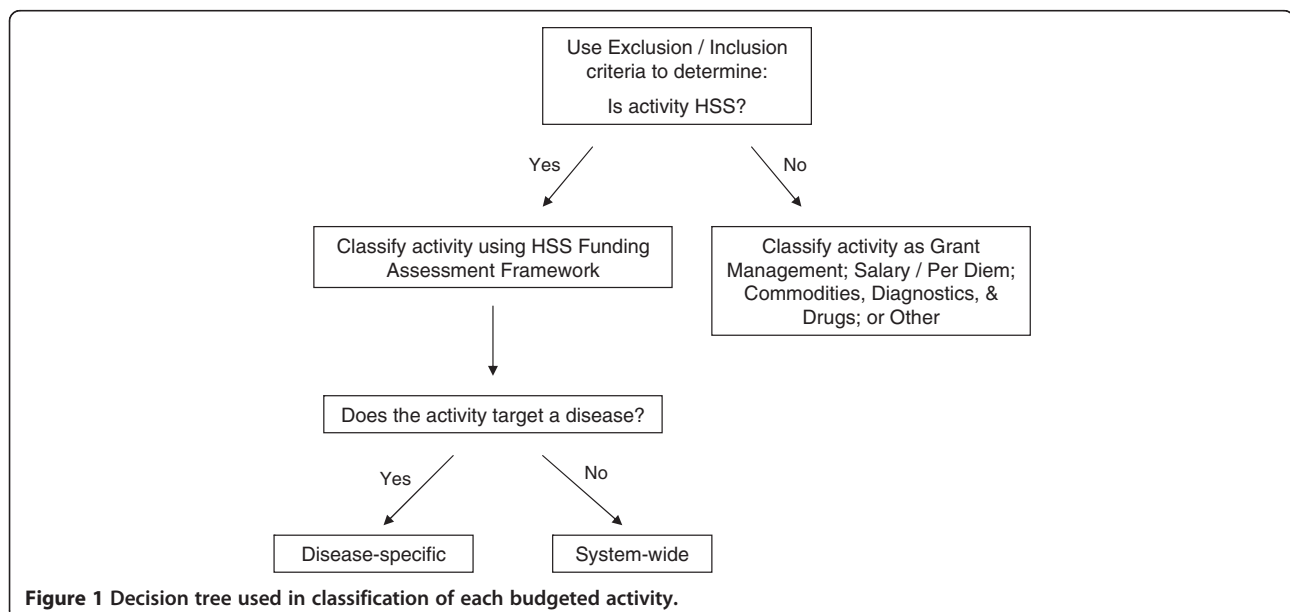 Use Exclusion / Inclusion
criteria to determine:
Is activity HSS?
Yes
No
Classify activity using HSS Funding
Assessment Framework
Classify activity as Grant
Management; Salary / Per Diem;
Commodities, Diagnostics, &
Drugs; or Other
Does the activity target a disease?
Yes
No
Disease-specific
System-wide
Figure 1 Decision tree used in classification of each budgeted activity.